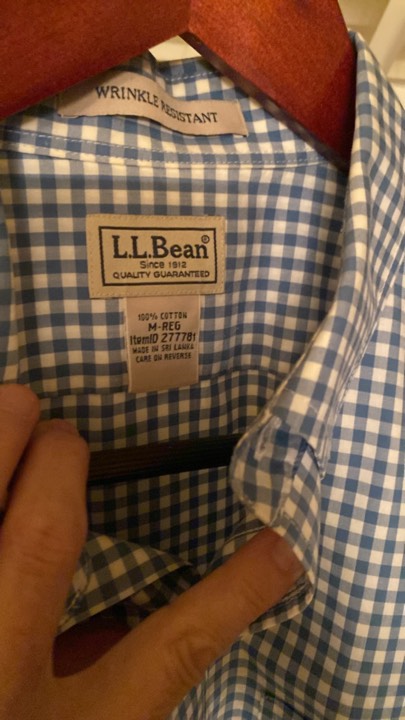 WRINKLE RESISTANT
L.L.Bean®
Since 1912
QUALITY GUARANTEED
100% COTTON
M-REG
ItemID 277781
MADE IN SRI LANKA
CARE ON REVERSE